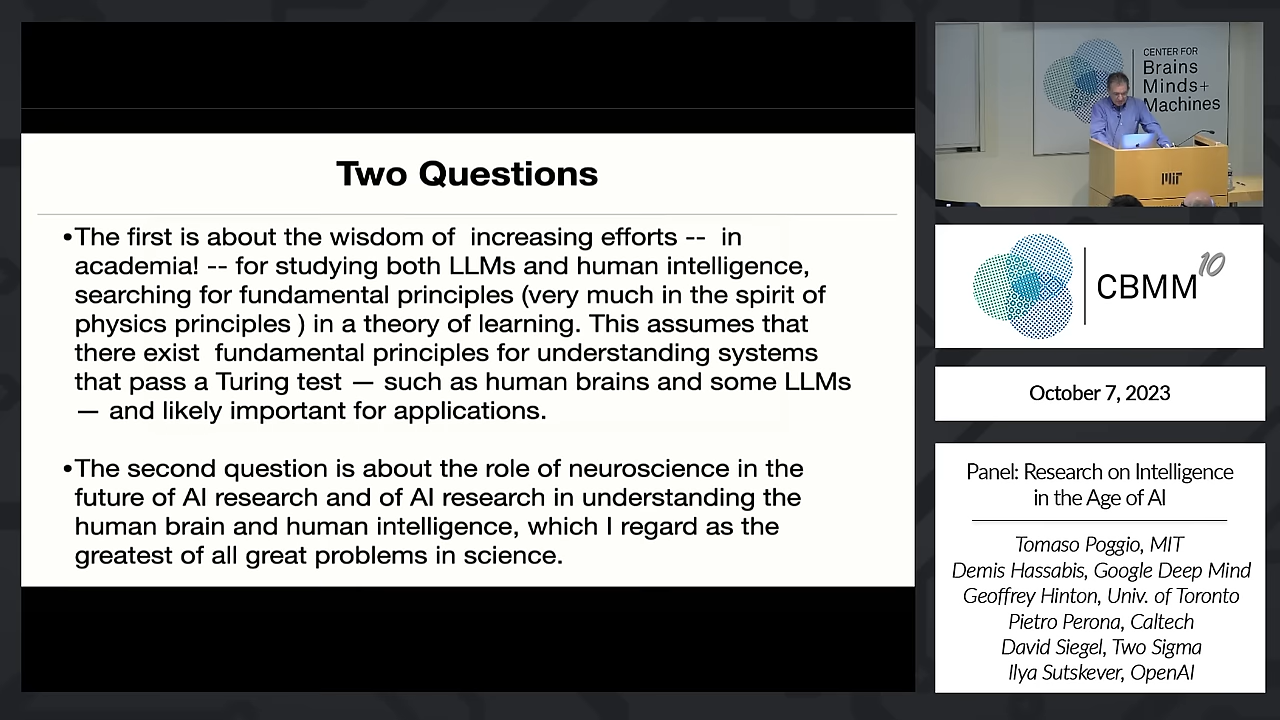 Two Questions
•The first is about the wisdom of increasing efforts -- in
academia! -- for studying both LLMs and human intelligence,
searching for fundamental principles (very much in the spirit of
physics principles ) in a theory of learning. This assumes that
there exist fundamental principles for understanding systems
that pass a Turing test — such as human brains and some LLMs
— and likely important for applications.
•The second question is about the role of neuroscience in the
future of AI research and of AI research in understanding the
human brain and human intelligence, which I regard as the
greatest of all great problems in science.
CENTER FOR
Brains
Minds+
Machines
MIT
CBMM10
October 7, 2023
Panel: Research on Intelligence
in the Age of AI
Tomaso Poggio, MIT
Demis Hassabis, Google Deep Mind
Geoffrey Hinton, Univ. of Toronto
Pietro Perona, Caltech
David Siegel, Two Sigma
Ilya Sutskever, OpenAI